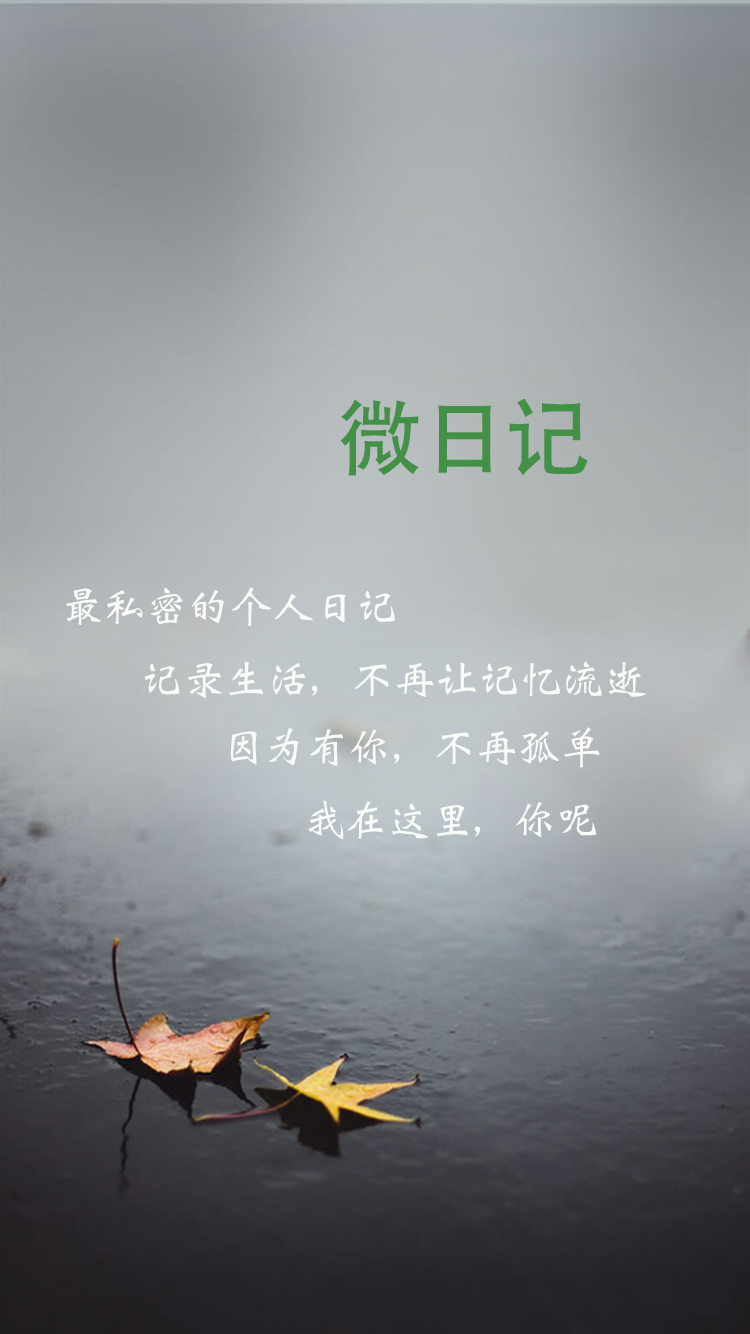 微日记
最私密的个人日记
记录生活，不再让记忆流逝
因为有你，不再孤单
我在这里，你呢